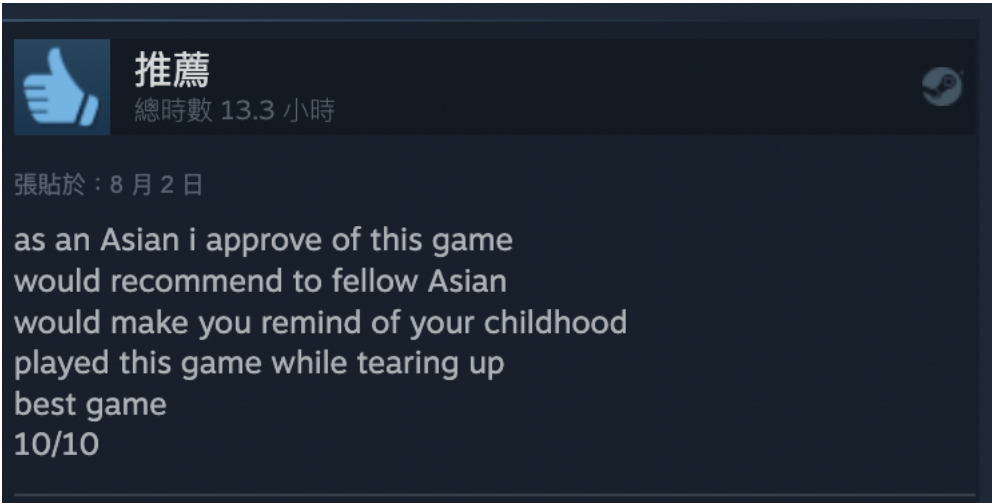 推薦
總時數 13.3 小時
張貼於：8 月 2 日
as an Asian i approve of this game
would recommend to fellow Asian
would make you remind of your childhood
played this game while tearing up
best game
10/10